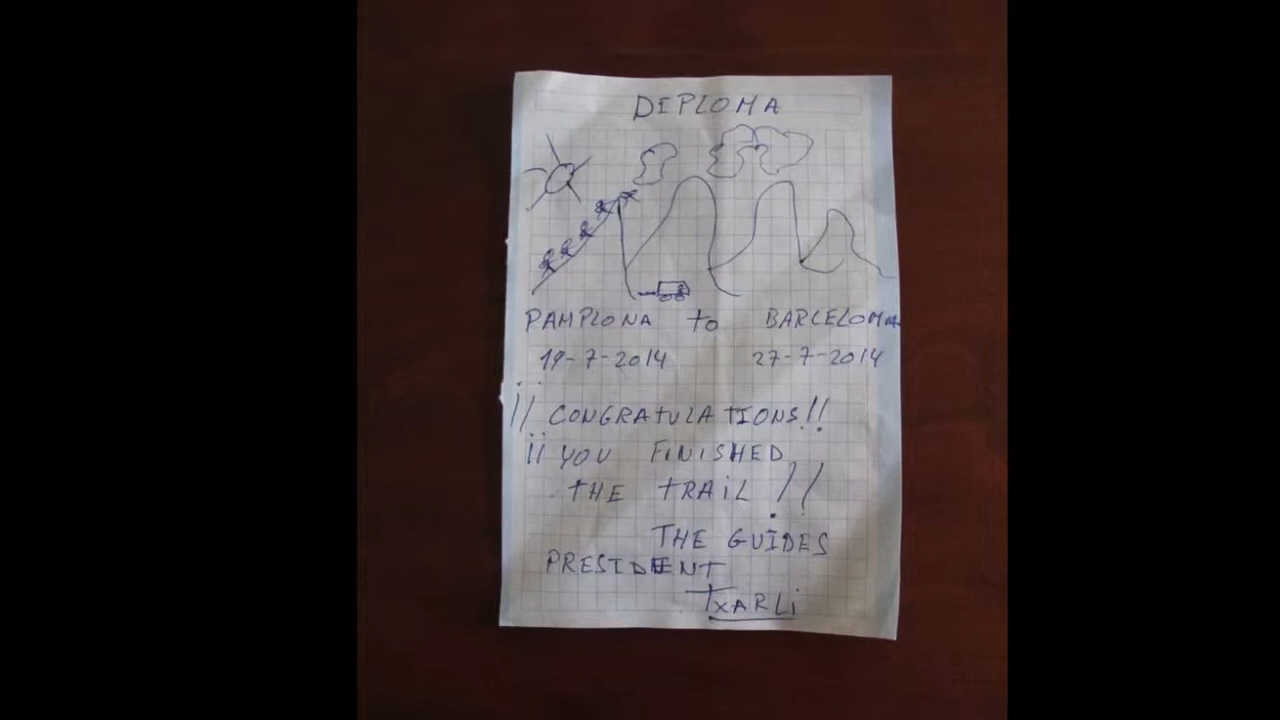 DIPLOMA
PAMPLONA to BARCELONA
19-7-2014 27-7-2014
¡¡ CONGRATULATIONS!!
¡¡ YOU FINISHED
THE TRAIL !!
THE GUIDES
PRESIDENT
TXARLi